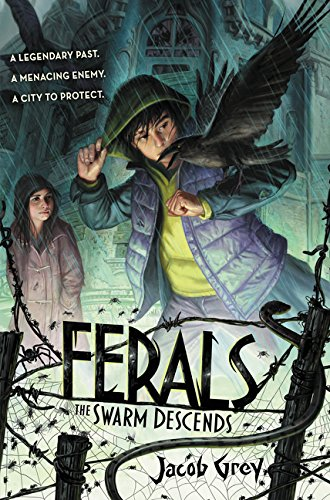 A LEGENDARY PAST.
A MENACING ENEMY.
A CITY TO PROTECT.
FERALS
THE SWARM DESCENDS
Jacob Grey